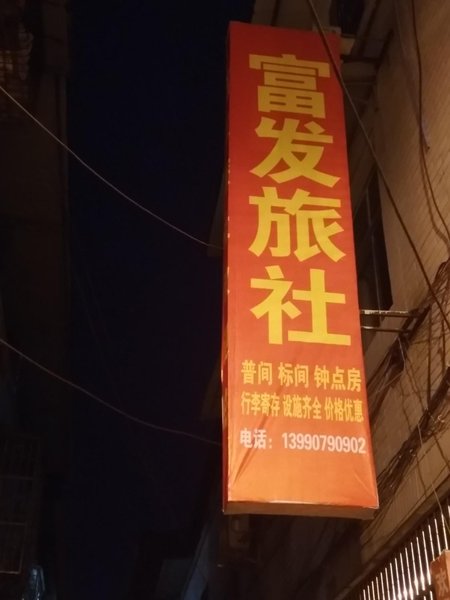 富发旅社
普间 标间 钟点房
行李寄存 设施齐全 价格优惠
电话：13990790902